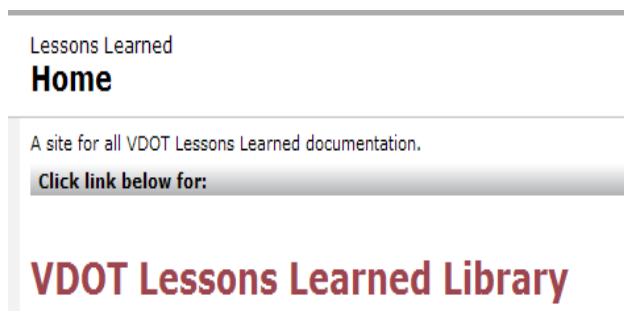 Lessons Learned
Home
A site for all VDOT Lessons Learned documentation.
Click link below for:
VDOT Lessons Learned Library